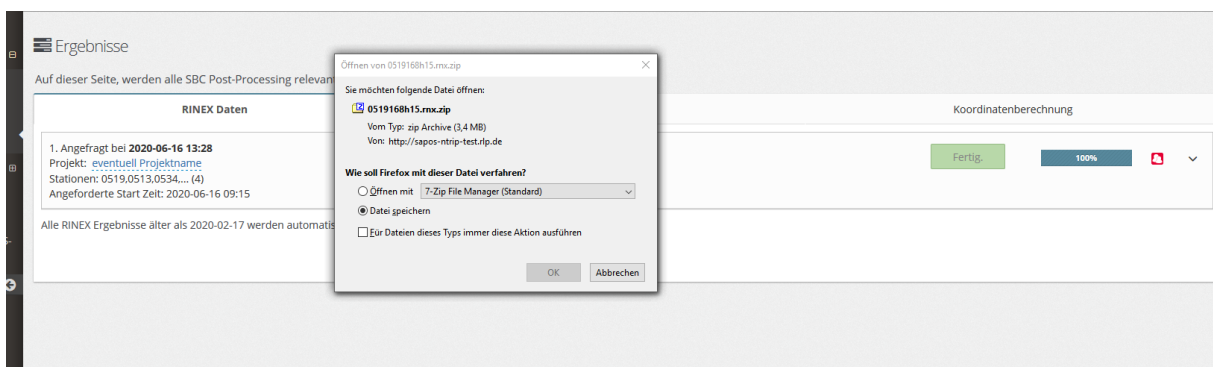 Ergebnisse
Auf dieser Seite, werden alle SBC Post-Processing relevan
RINEX Daten
Koordinatenberechnung
1. Angefragt bei 2020-06-16 13:28
Projekt: eventuell Projektname
Stationen: 0519,0513,0534,... (4)
Angeforderte Start Zeit: 2020-06-16 09:15
Fertig.
100%
Alle RINEX Ergebnisse älter als 2020-02-17 werden automatis
Öffnen von 0519168h15.rnx.zip
Sie möchten folgende Datei öffnen:
0519168h15.rnx.zip
Vom Typ: zip Archive (3,4 MB)
Von: http://sapos-ntrip-test.rlp.de
Wie soll Firefox mit dieser Datei verfahren?
Öffnen mit 7-Zip File Manager (Standard)
Datei speichern
Für Dateien dieses Typs immer diese Aktion ausführen
OK Abbrechen